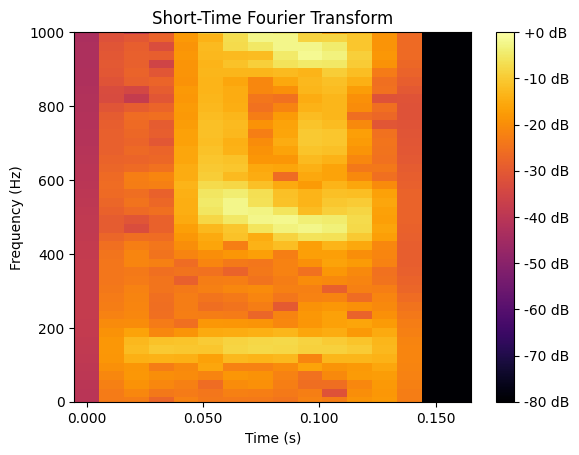 Short-Time Fourier Transform
1000
800
600
400
200
0
Frequency (Hz)
0.000
0.050
0.100
0.150
Time (s)
+0 dB
-10 dB
-20 dB
-30 dB
-40 dB
-50 dB
-60 dB
-70 dB
-80 dB